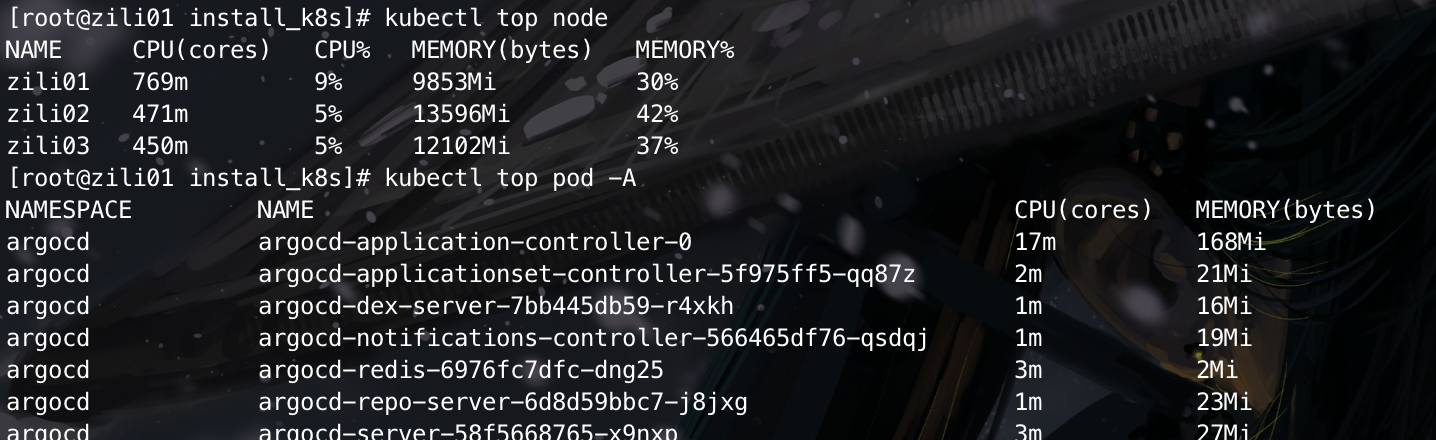 [root@zili01 install_k8s]# kubectl top node
NAME     CPU(cores)   CPU%   MEMORY(bytes)   MEMORY%
zili01   769m         9%     9853Mi          30%
zili02   471m         5%     13596Mi         42%
zili03   450m         5%     12102Mi         37%
[root@zili01 install_k8s]# kubectl top pod -A
NAMESPACE         NAME                                                  CPU(cores)   MEMORY(bytes)
argocd            argocd-application-controller-0                       17m          168Mi
argocd            argocd-applicationset-controller-5f975ff5-qq87z       2m           21Mi
argocd            argocd-dex-server-7bb445db59-r4xkh                    1m           16Mi
argocd            argocd-notifications-controller-566465df76-qsdqj      1m           19Mi
argocd            argocd-redis-6976fc7dfc-dng25                         3m           2Mi
argocd            argocd-repo-server-6d8d59bbc7-j8jxg                   1m           23Mi
argocd            argocd-server-58f5668765-x9nxp                        3m           27Mi